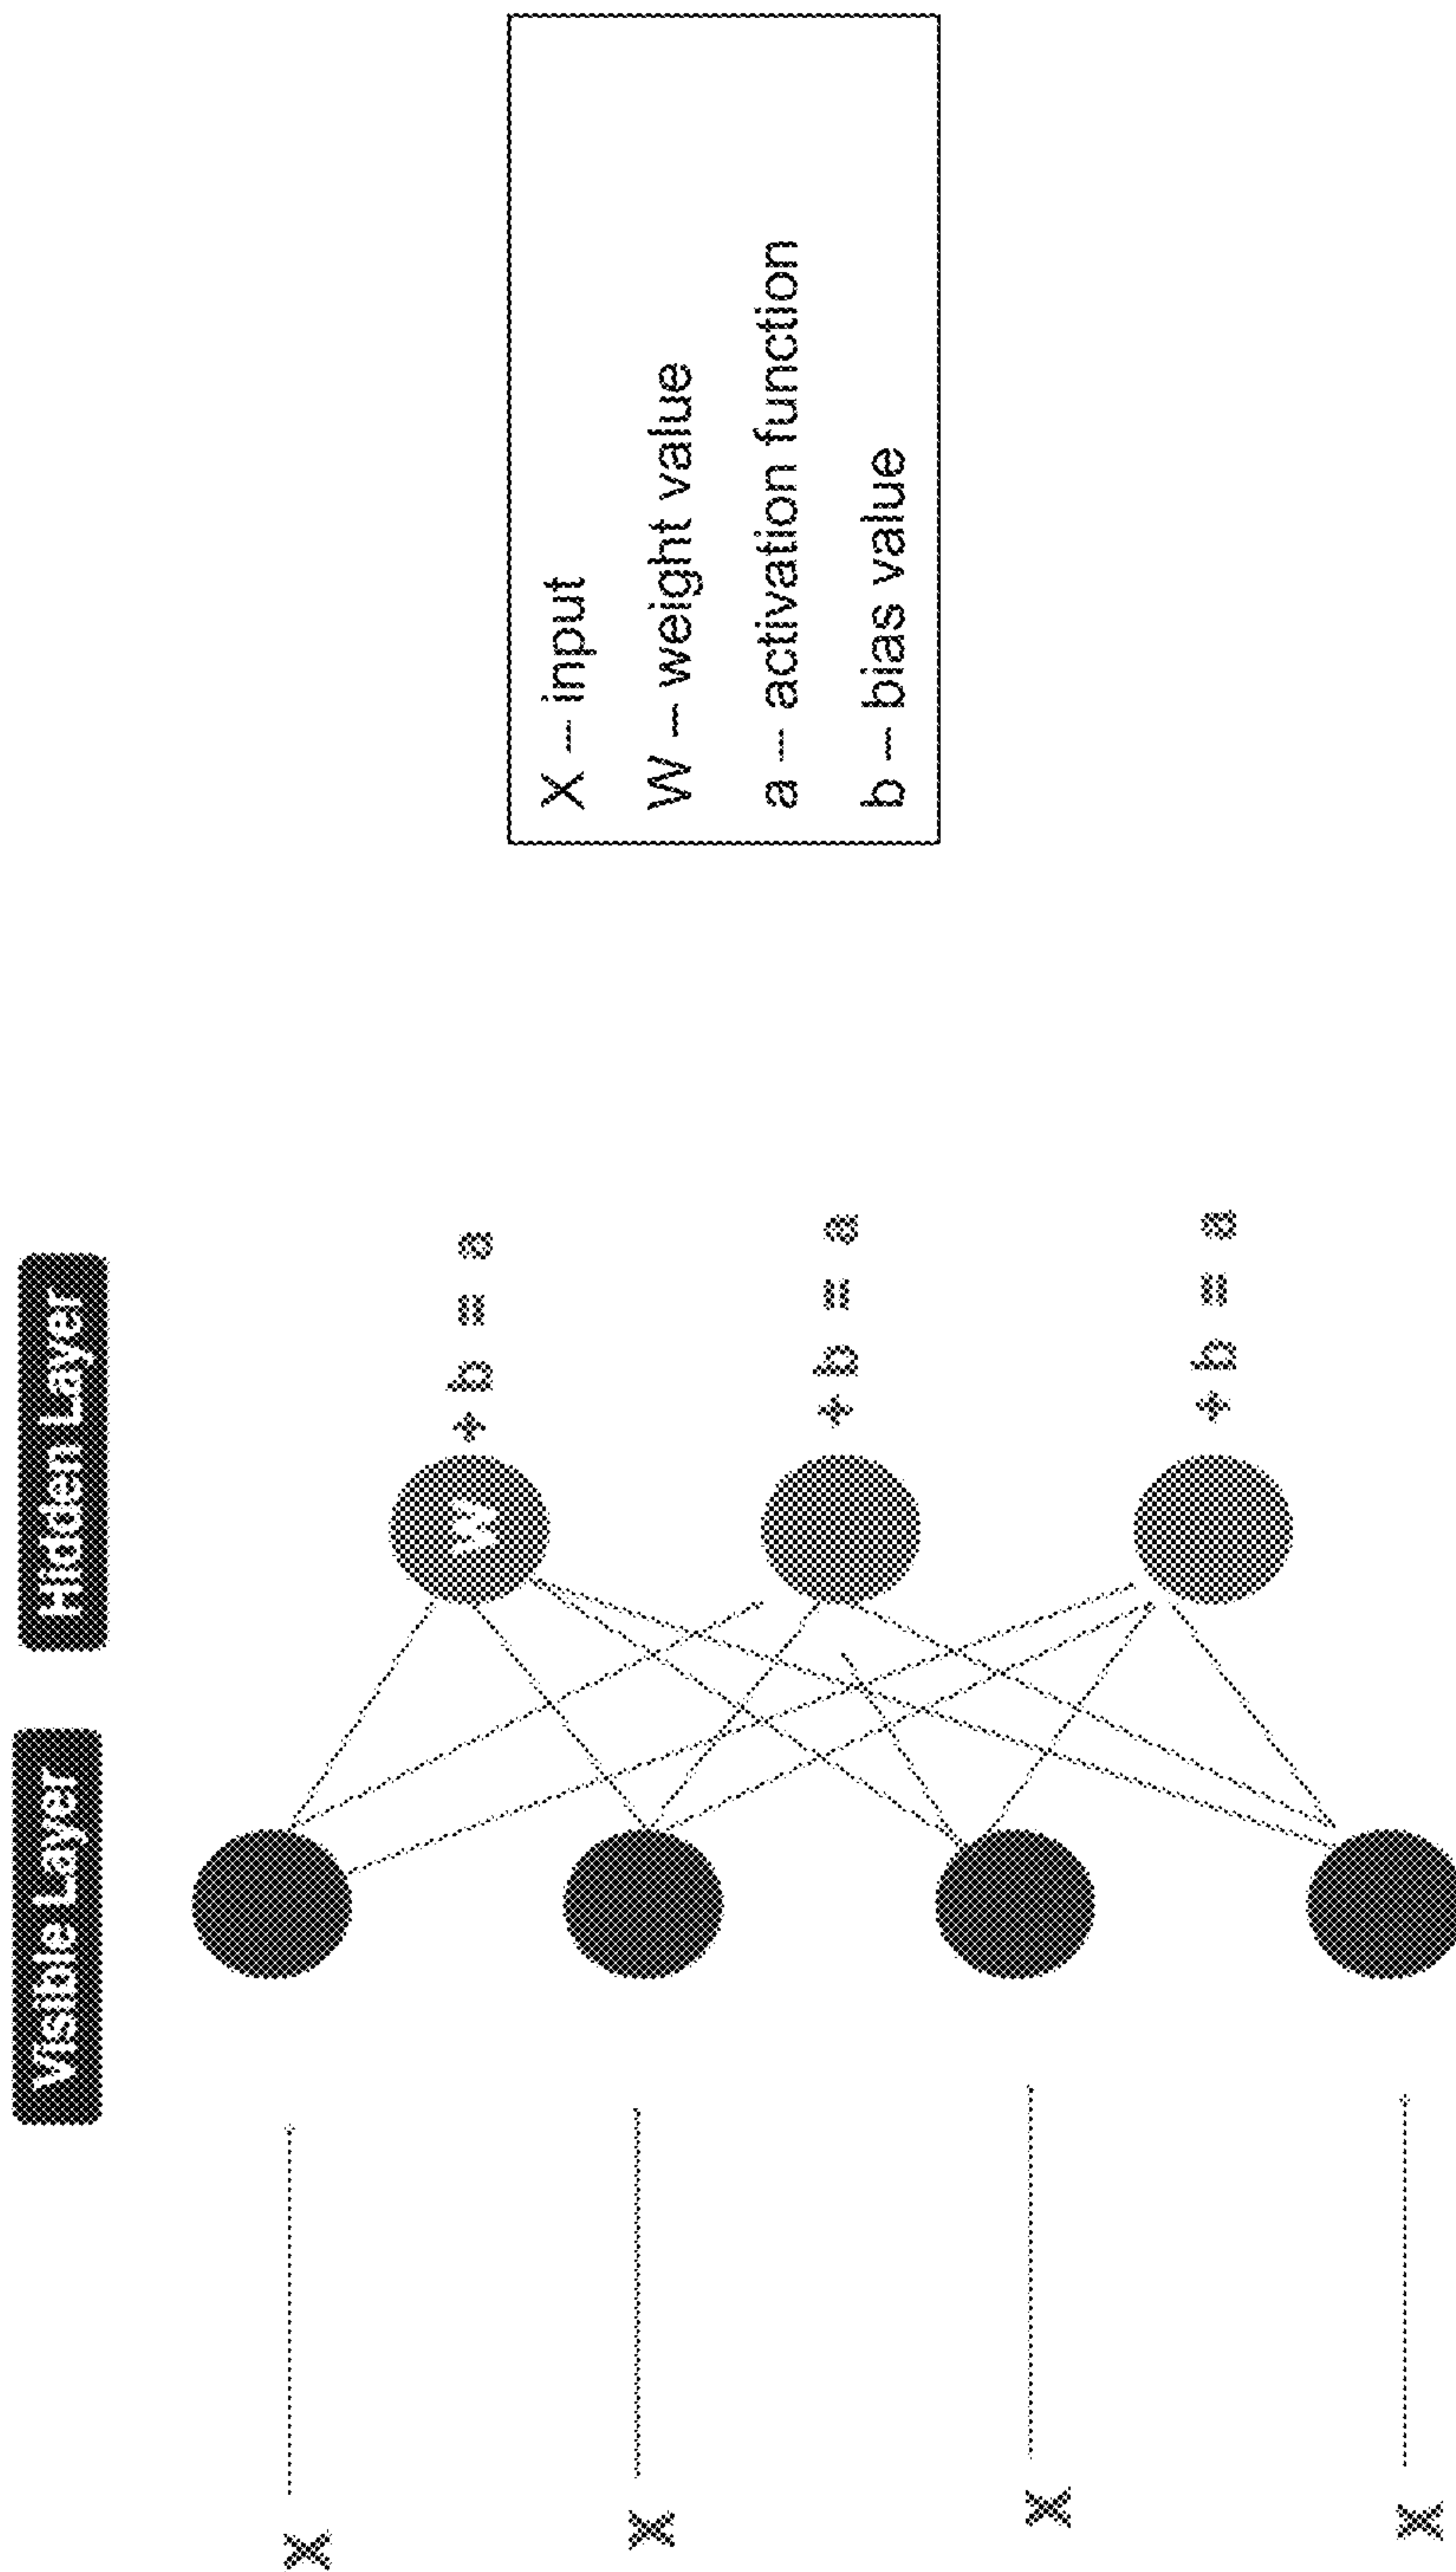 Visible Layer
Hidden Layer
X
X
X
X
W
+ b = a
+ b = a
+ b = a
X – input
W – weight value
a – activation function
b – bias value